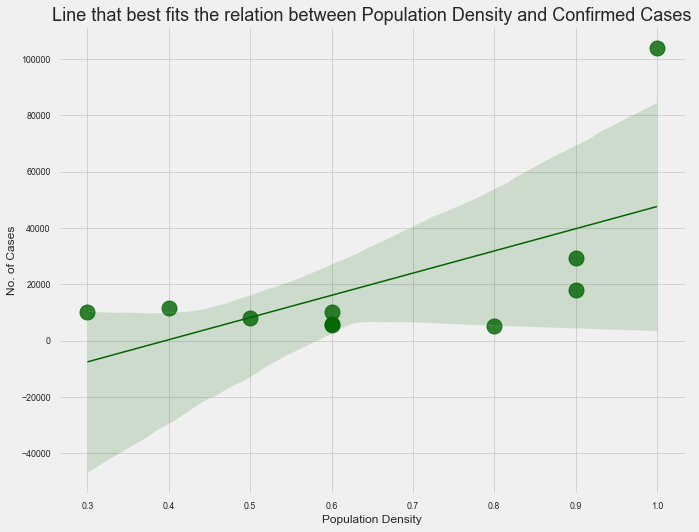 Line that best fits the relation between Population Density and Confirmed Cases
100000
80000
60000
40000
20000
0
−20000
−40000
No. of Cases
0.3 0.4 0.5 0.6 0.7 0.8 0.9 1.0
Population Density